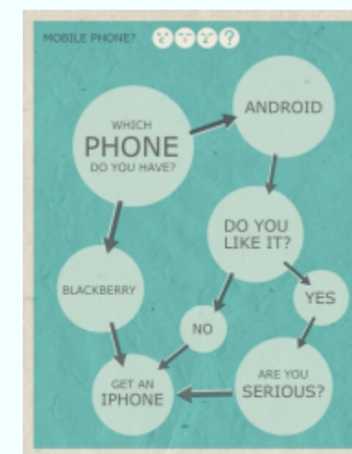 MOBILE PHONE?
?
WHICH
PHONE
DO YOU HAVE?
ANDROID
DO YOU
LIKE IT?
BLACKBERRY
YES
NO
GET AN
IPHONE
ARE YOU
SERIOUS?